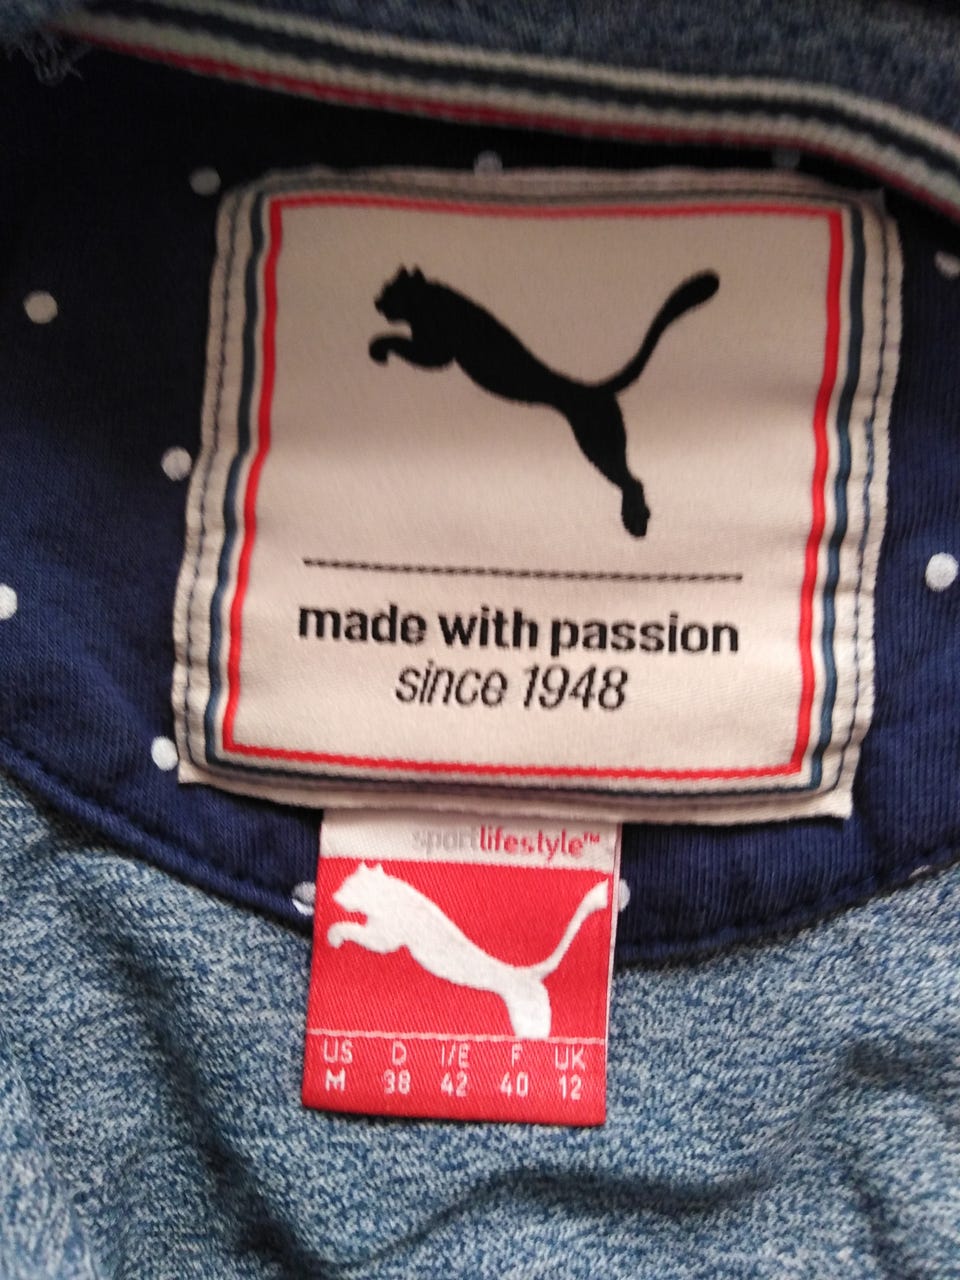 made with passion
since 1948
sportlifestyle™
US D I/E F UK
M 38 42 40 12